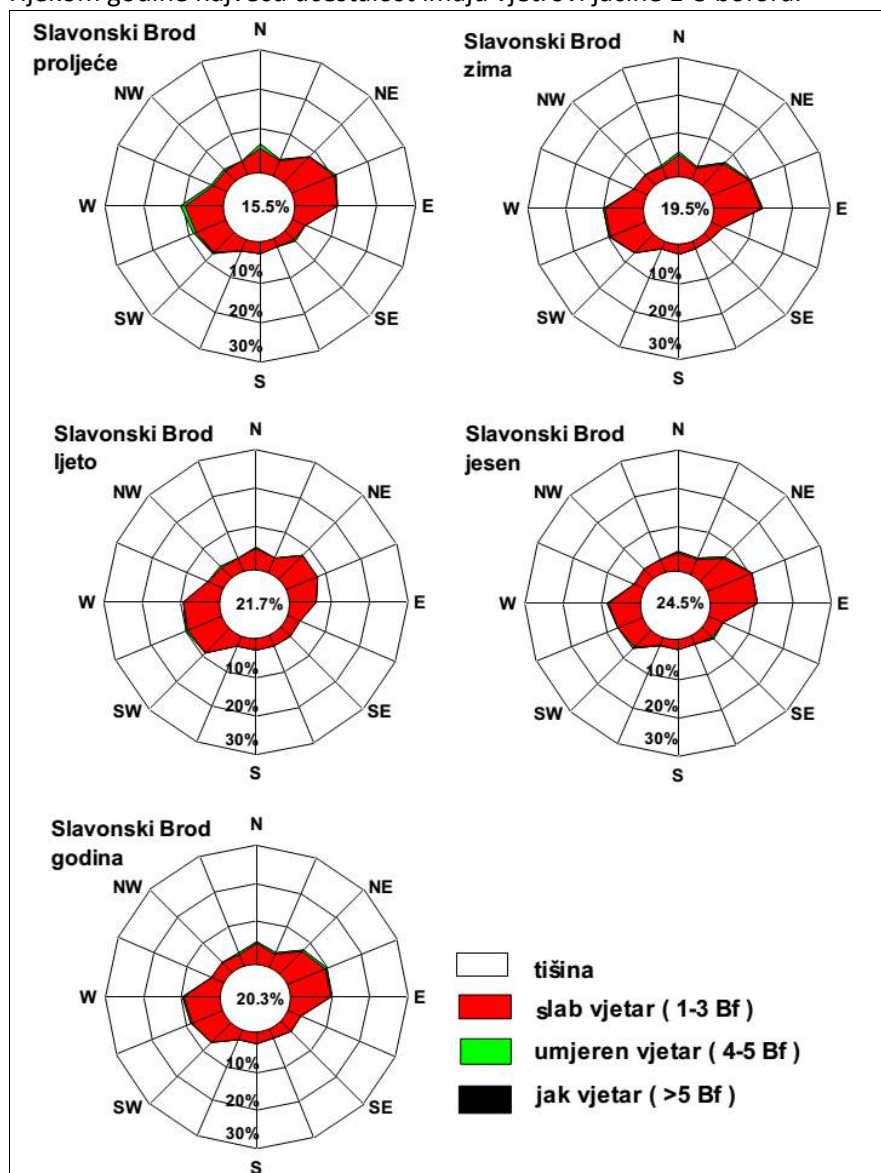 Slavonski Brod
proljeće
N
NE
E
SE
S
SW
W
NW
15.5%
10%
20%
30%
Slavonski Brod
zima
N
NE
E
SE
S
SW
W
NW
19.5%
10%
20%
30%
Slavonski Brod
ljeto
N
NE
E
SE
S
SW
W
NW
21.7%
10%
20%
30%
Slavonski Brod
jesen
N
NE
E
SE
S
SW
W
NW
24.5%
10%
20%
30%
Slavonski Brod
godina
N
NE
E
SE
S
SW
W
NW
20.3%
10%
20%
30%
tišina
slab vjetar ( 1-3 Bf )
umjeren vjetar ( 4-5 Bf )
jak vjetar ( >5 Bf )